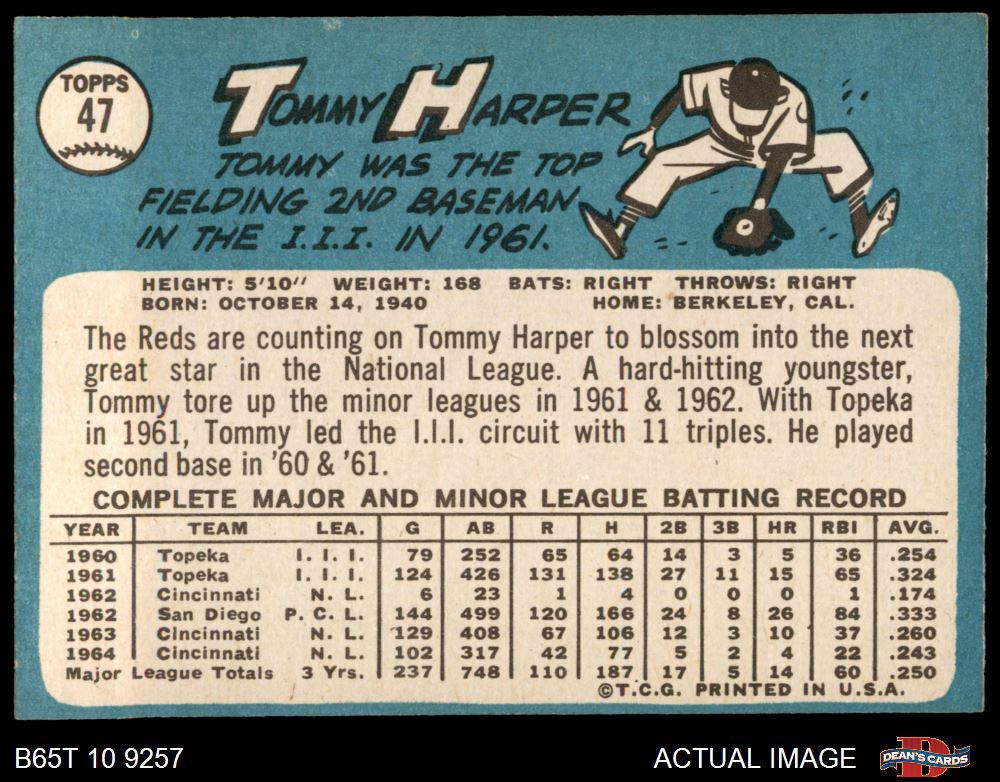 TOPPS
47
TOMMY HARPER
TOMMY WAS THE TOP
FIELDING 2ND BASEMAN
IN THE I.I.I. IN 1961.
HEIGHT: 5'10" WEIGHT: 168 BATS: RIGHT THROWS: RIGHT
BORN: OCTOBER 14, 1940 HOME: BERKELEY, CAL.
The Reds are counting on Tommy Harper to blossom into the next
great star in the National League. A hard-hitting youngster,
Tommy tore up the minor leagues in 1961 & 1962. With Topeka
in 1961, Tommy led the I.I.I. circuit with 11 triples. He played
second base in '60 & '61.
COMPLETE MAJOR AND MINOR LEAGUE BATTING RECORD
YEAR TEAM LEA. G AB R H 2B 3B HR RBI AVG.
1960 Topeka I. I. I. 79 252 65 64 14 3 5 36 .254
1961 Topeka I. I. I. 124 426 131 138 27 11 15 65 .324
1962 Cincinnati N. L. 6 23 1 4 0 0 0 1 .174
1962 San Diego P. C. L. 144 499 120 166 24 8 26 84 .333
1963 Cincinnati N. L. 129 408 67 106 12 3 10 37 .260
1964 Cincinnati N. L. 102 317 42 77 5 2 4 22 .243
Major League Totals 3 Yrs. 237 748 110 187 17 5 14 60 .250
©T.C.G. PRINTED IN U.S.A.
B65T 10 9257 ACTUAL IMAGE DEAN'S CARDS